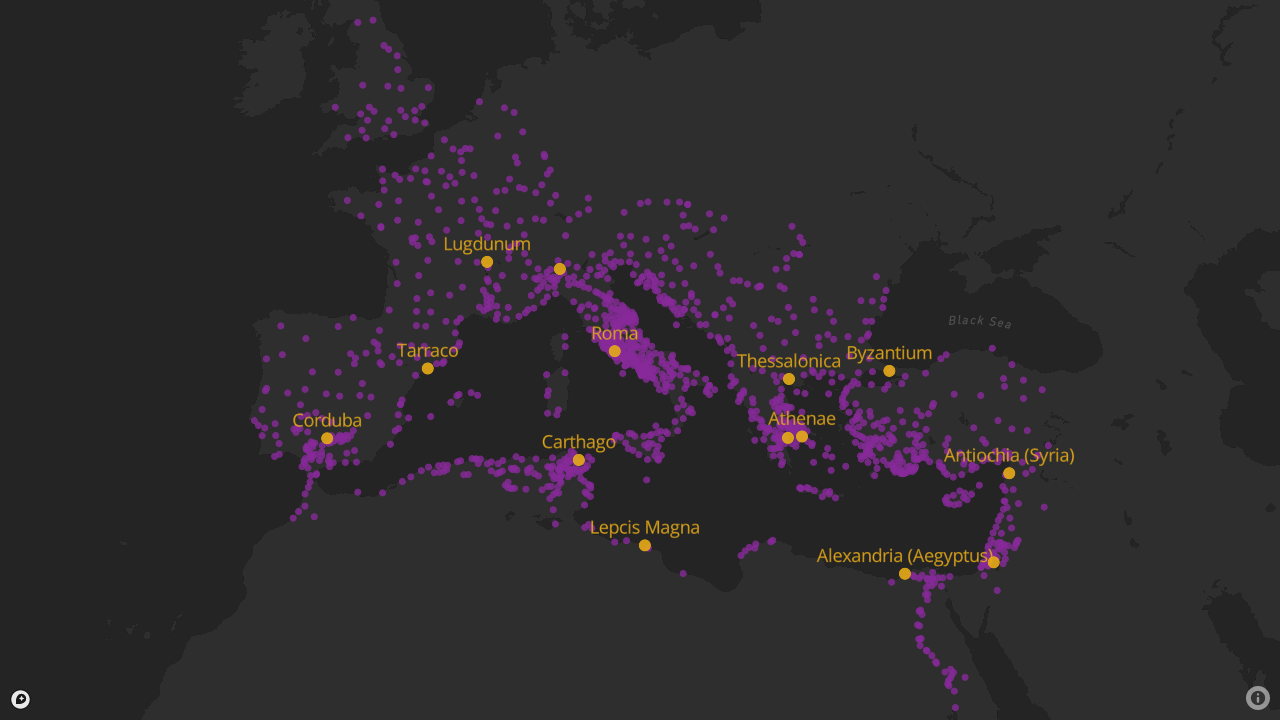 Lugdunum
Black Sea
Roma
Tarraco
Thessalonica
Byzantium
Corduba
Athenae
Carthago
Antiochia (Syria)
Lepcis Magna
Alexandria (Aegyptus)